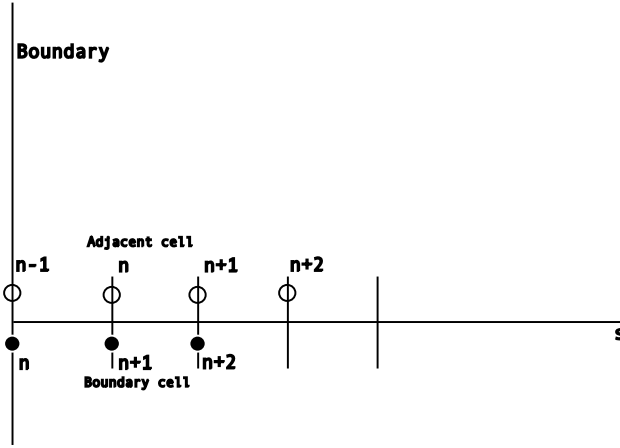 Boundary
Adjacent cell
n-1 n n+1 n+2
s
n n+1 n+2
Boundary cell